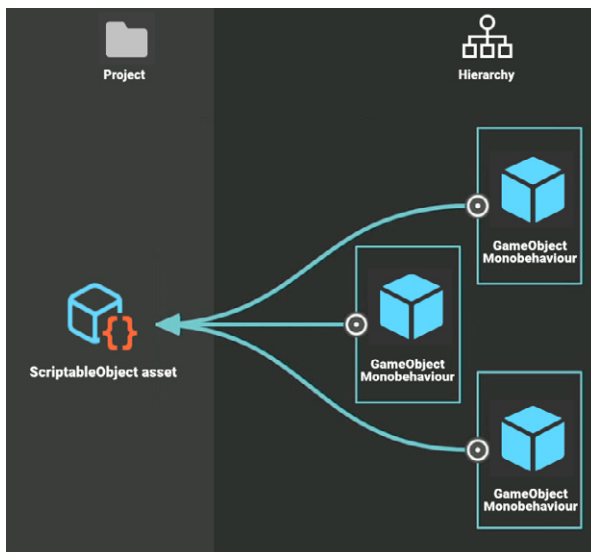 Project
Hierarchy
GameObject
Monobehaviour
GameObject
Monobehaviour
ScriptableObject asset
GameObject
Monobehaviour